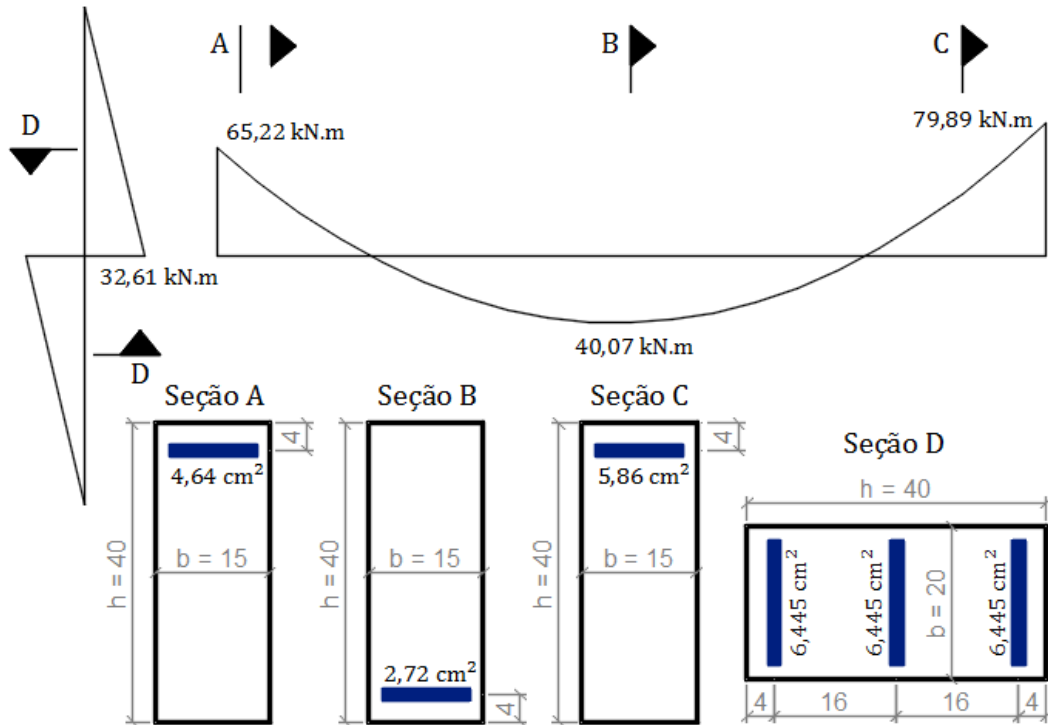 A
B
C
D
65,22 kN.m
79,89 kN.m
32,61 kN.m
40,07 kN.m
D
Seção A
Seção B
Seção C
Seção D
4
4,64 cm²
h = 40
b = 15
h = 40
b = 15
2,72 cm²
4
4
5,86 cm²
h = 40
b = 15
h = 40
6,445 cm²
6,445 cm²
b = 20
6,445 cm²
4
16
16
4